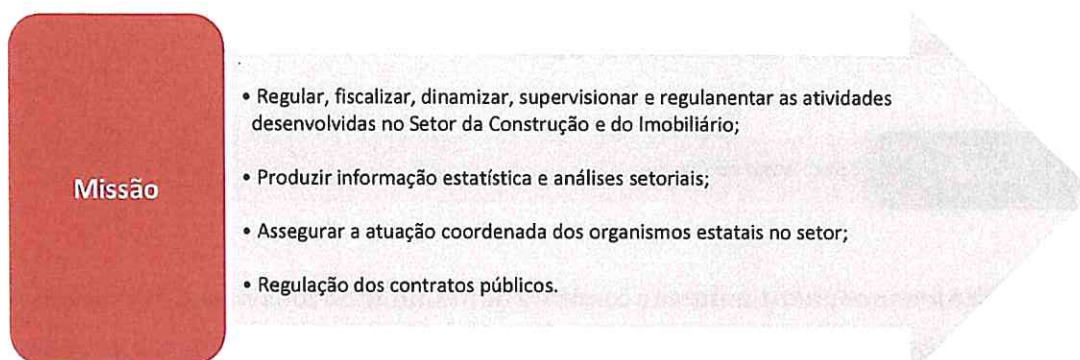 Missão
• Regular, fiscalizar, dinamizar, supervisionar e regulanentar as atividades
desenvolvidas no Setor da Construção e do Imobiliário;
• Produzir informação estatística e análises setoriais;
• Assegurar a atuação coordenada dos organismos estatais no setor;
• Regulação dos contratos públicos.